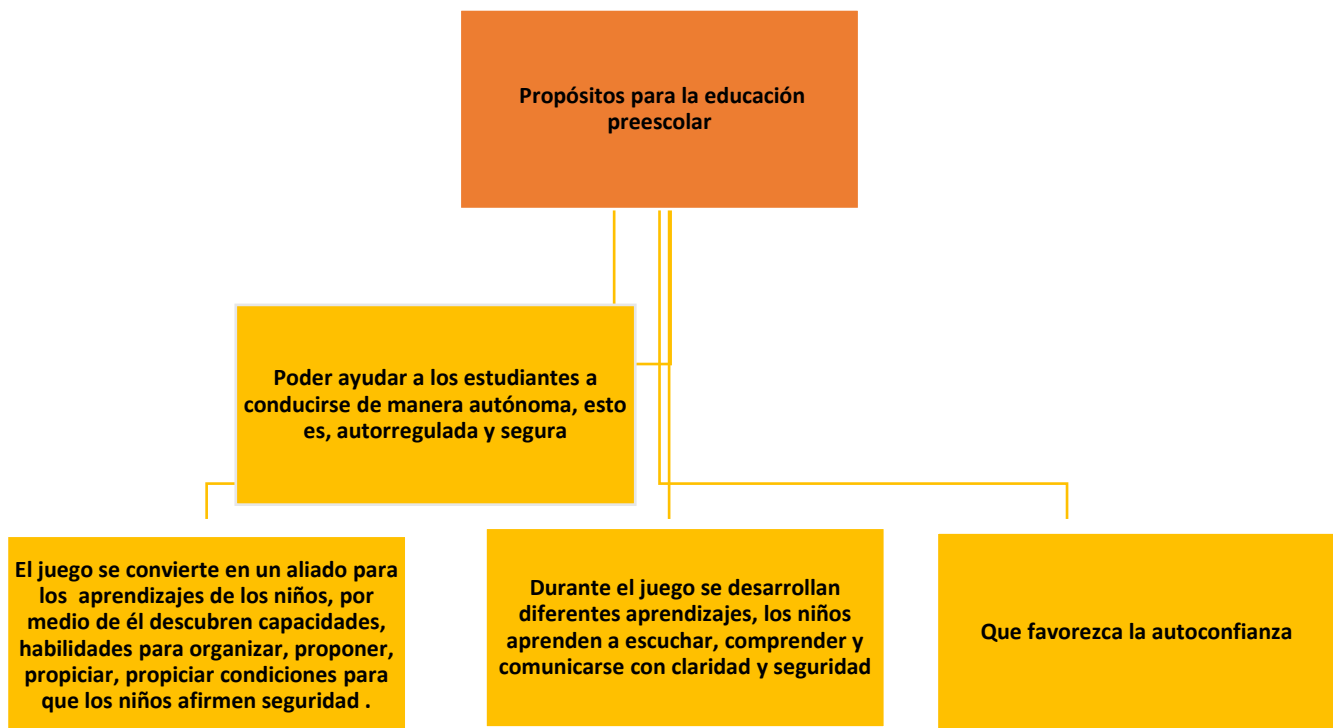 Propósitos para la educación
preescolar
Poder ayudar a los estudiantes a
conducirse de manera autónoma, esto
es, autorregulada y segura
El juego se convierte en un aliado para
los aprendizajes de los niños, por
medio de él descubren capacidades,
habilidades para organizar, proponer,
propiciar, propiciar condiciones para
que los niños afirmen seguridad .
Durante el juego se desarrollan
diferentes aprendizajes, los niños
aprenden a escuchar, comprender y
comunicarse con claridad y seguridad
Que favorezca la autoconfianza